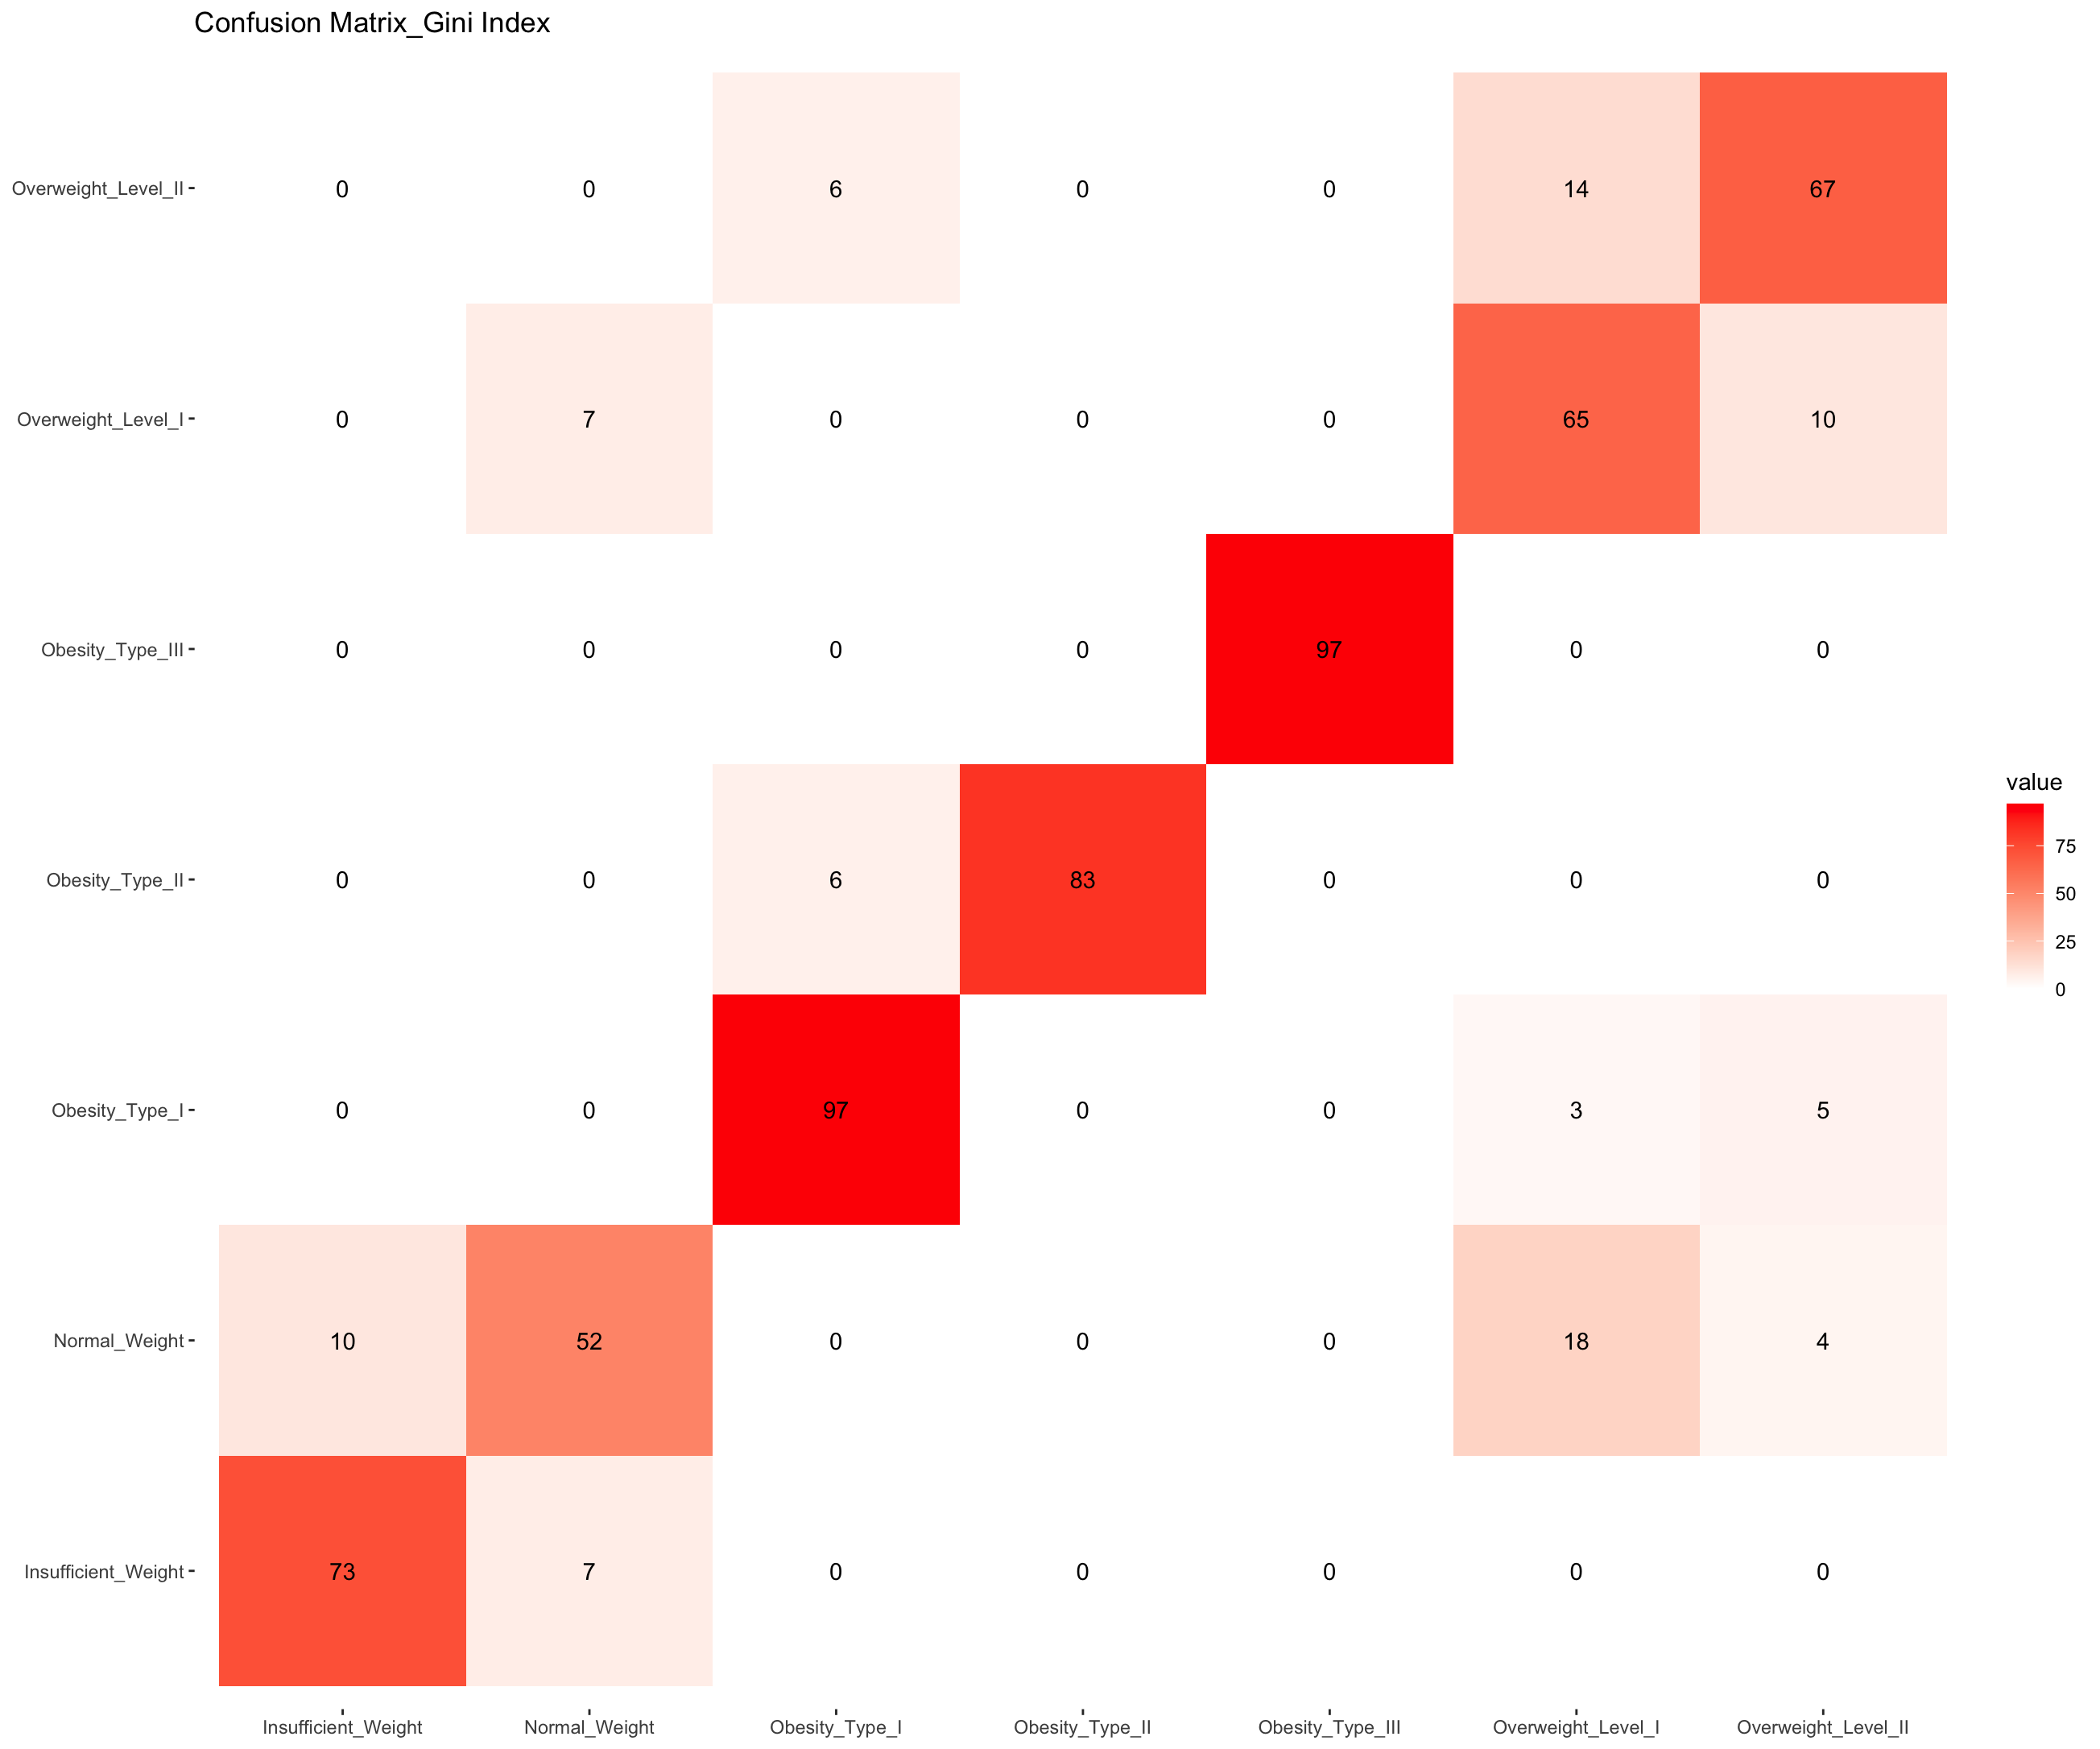 Confusion Matrix_Gini Index
Overweight_Level_II 0 0 6 0 0 14 67
Overweight_Level_I 0 7 0 0 0 65 10
Obesity_Type_III 0 0 0 0 97 0 0
value
75
50
25
0
Obesity_Type_II 0 0 6 83 0 0 0
Obesity_Type_I 0 0 97 0 0 3 5
Normal_Weight 10 52 0 0 0 18 4
Insufficient_Weight 73 7 0 0 0 0 0
Insufficient_Weight Normal_Weight Obesity_Type_I Obesity_Type_II Obesity_Type_III Overweight_Level_I Overweight_Level_II